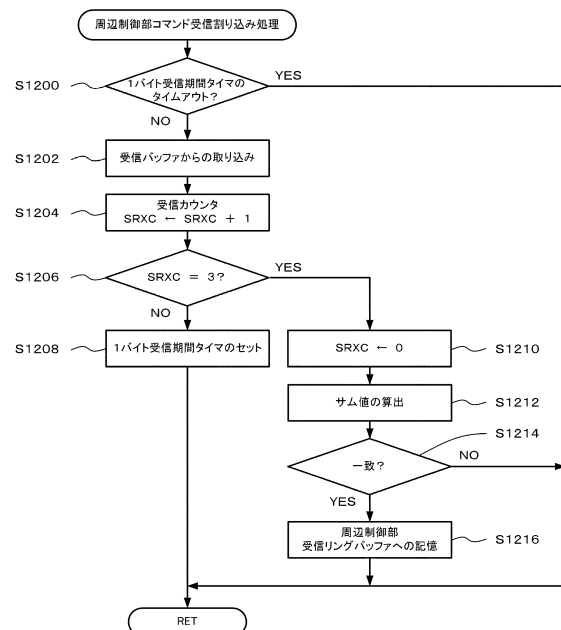 周辺制御部コマンド受信割り込み処理
S1200
1バイト受信期間タイマの
タイムアウト?
YES
NO
S1202
受信バッファからの取り込み
S1204
受信カウンタ
SRXC ← SRXC + 1
S1206
SRXC = 3?
YES
NO
S1208
1バイト受信期間タイマのセット
SRXC ← 0
S1210
サム値の算出
S1212
S1214
一致?
NO
YES
周辺制御部
受信リングバッファへの記憶
S1216
RET